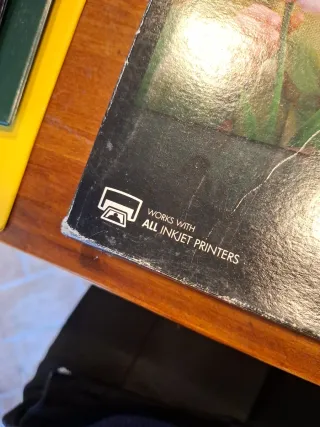 WORKS WITH
ALL INKJET PRINTERS